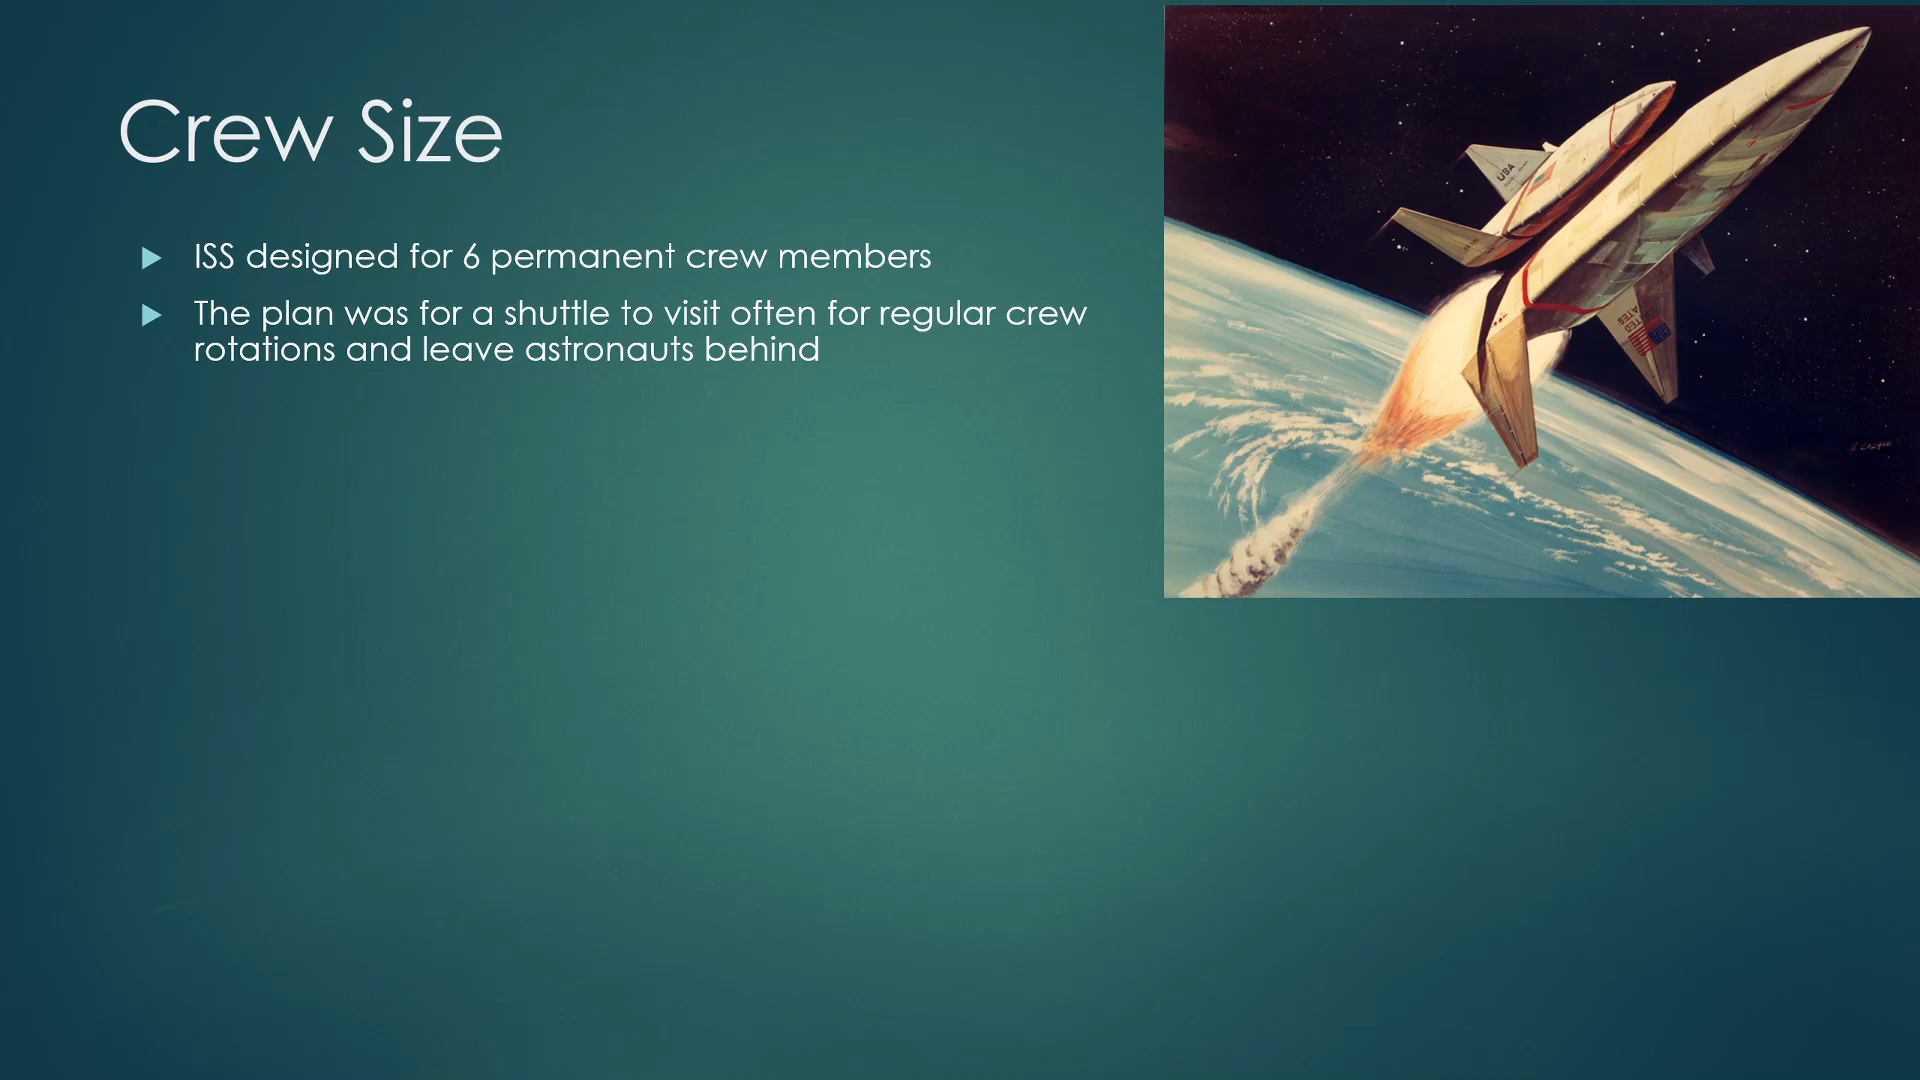 Crew Size
ISS designed for 6 permanent crew members
The plan was for a shuttle to visit often for regular crew
rotations and leave astronauts behind
USA